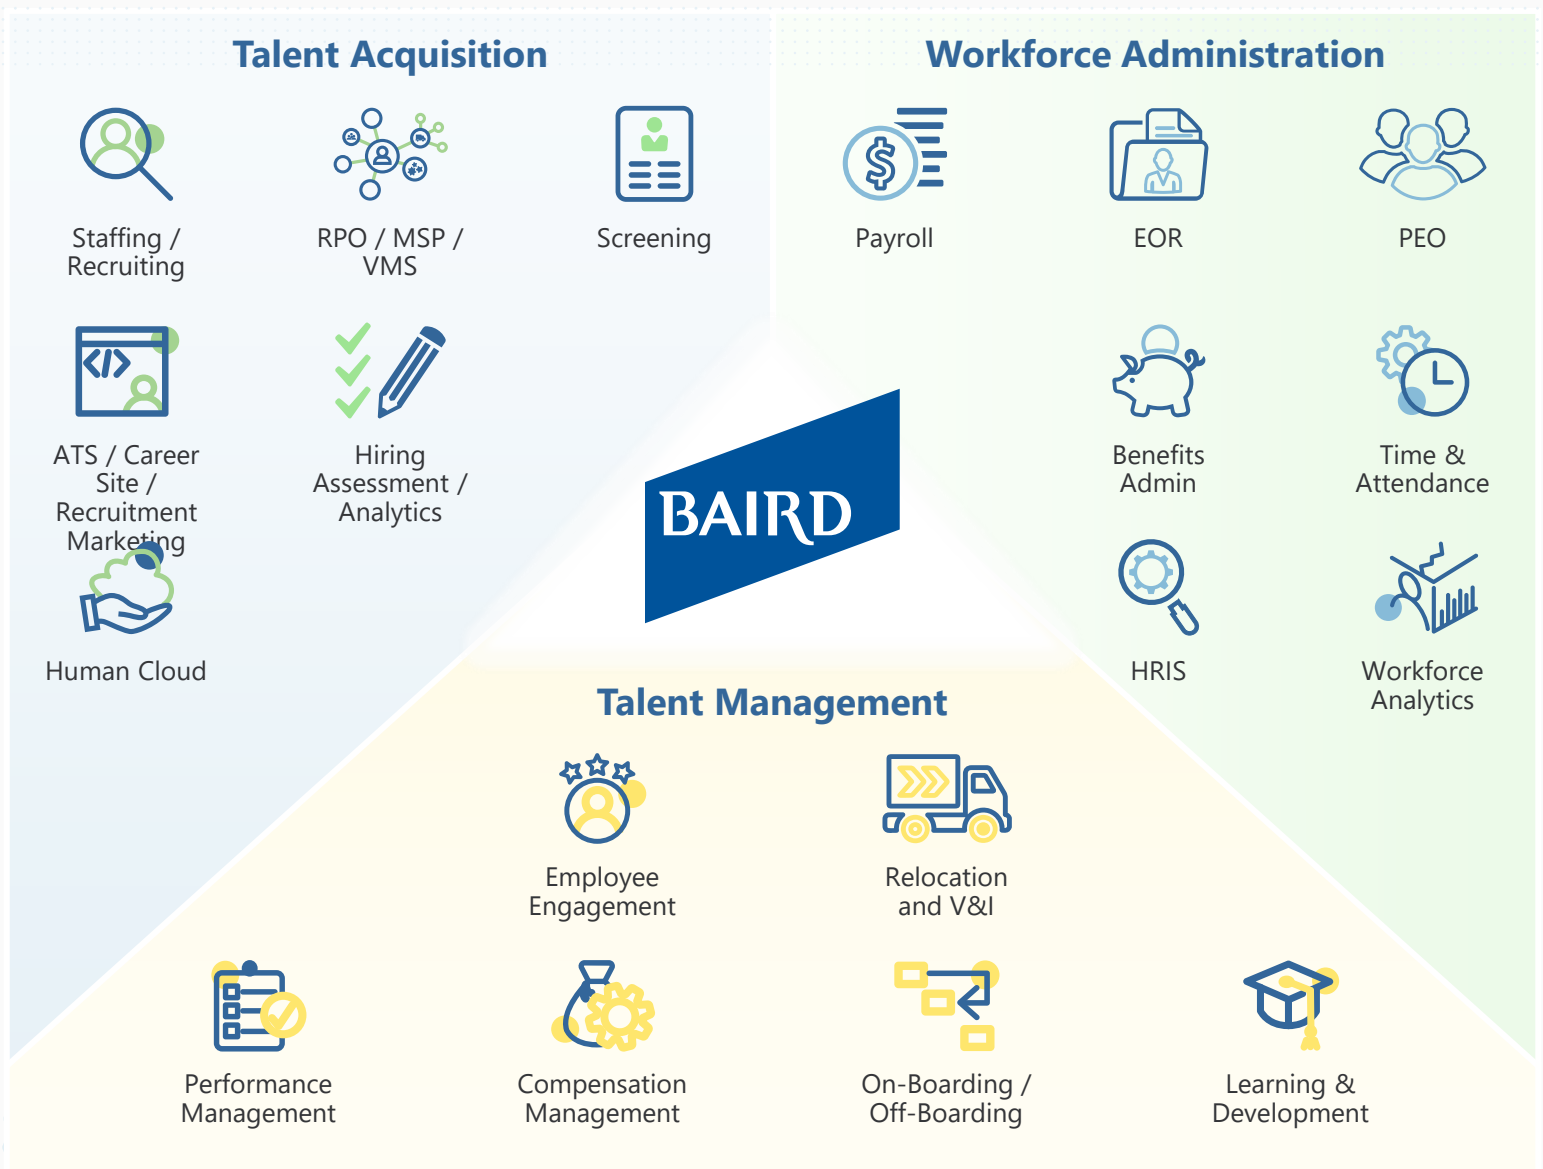 Talent Acquisition
Staffing /
Recruiting
RPO / MSP /
VMS
Screening
ATS / Career
Site /
Recruitment
Marketing
Hiring
Assessment /
Analytics
Human Cloud
Workforce Administration
Payroll
EOR
PEO
Benefits
Admin
Time &
Attendance
HRIS
Workforce
Analytics
BAIRD
Talent Management
Employee
Engagement
Relocation
and V&I
Performance
Management
Compensation
Management
On-Boarding /
Off-Boarding
Learning &
Development